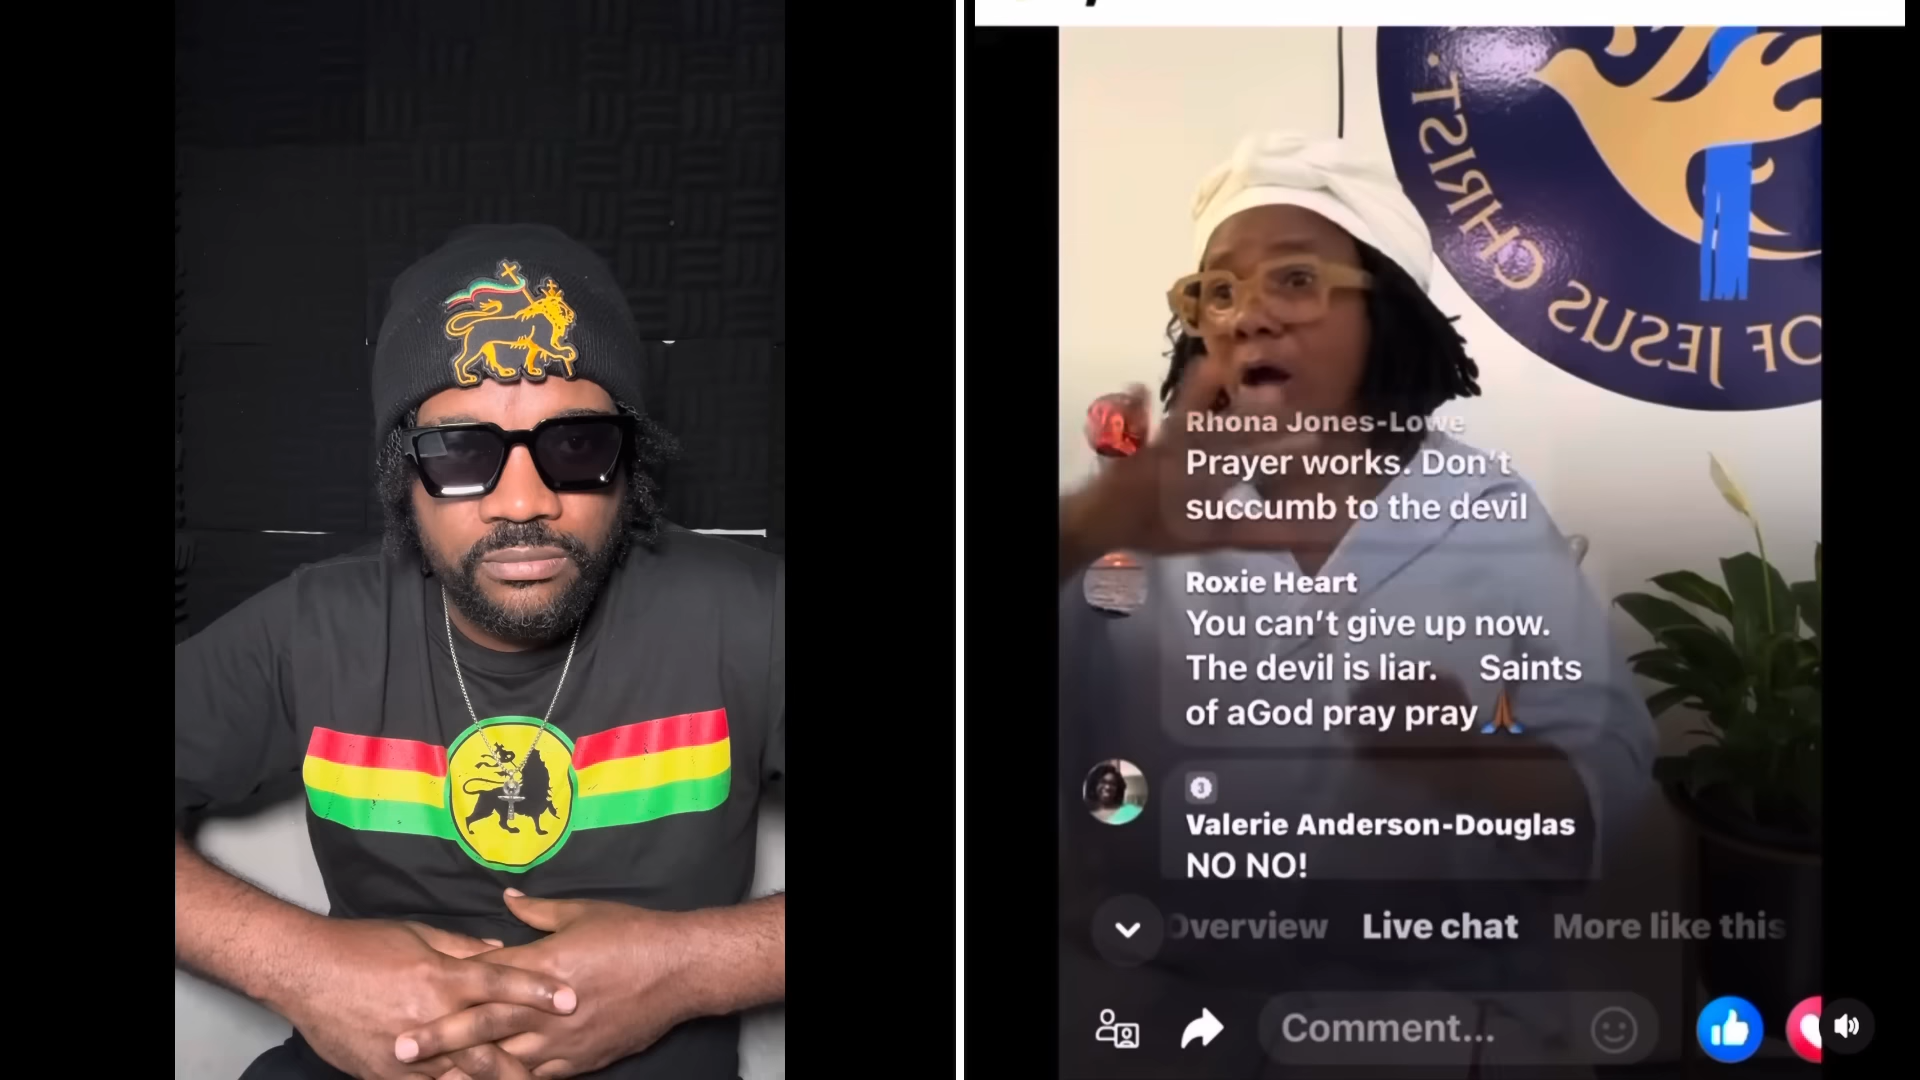 OF JESUS CHRIST.
Rhona Jones-Lowe
Prayer works. Don't
succumb to the devil
Roxie Heart
You can't give up now.
The devil is liar. Saints
of aGod pray pray
3
Valerie Anderson-Douglas
NO NO!
Overview Live chat More like this
Comment...